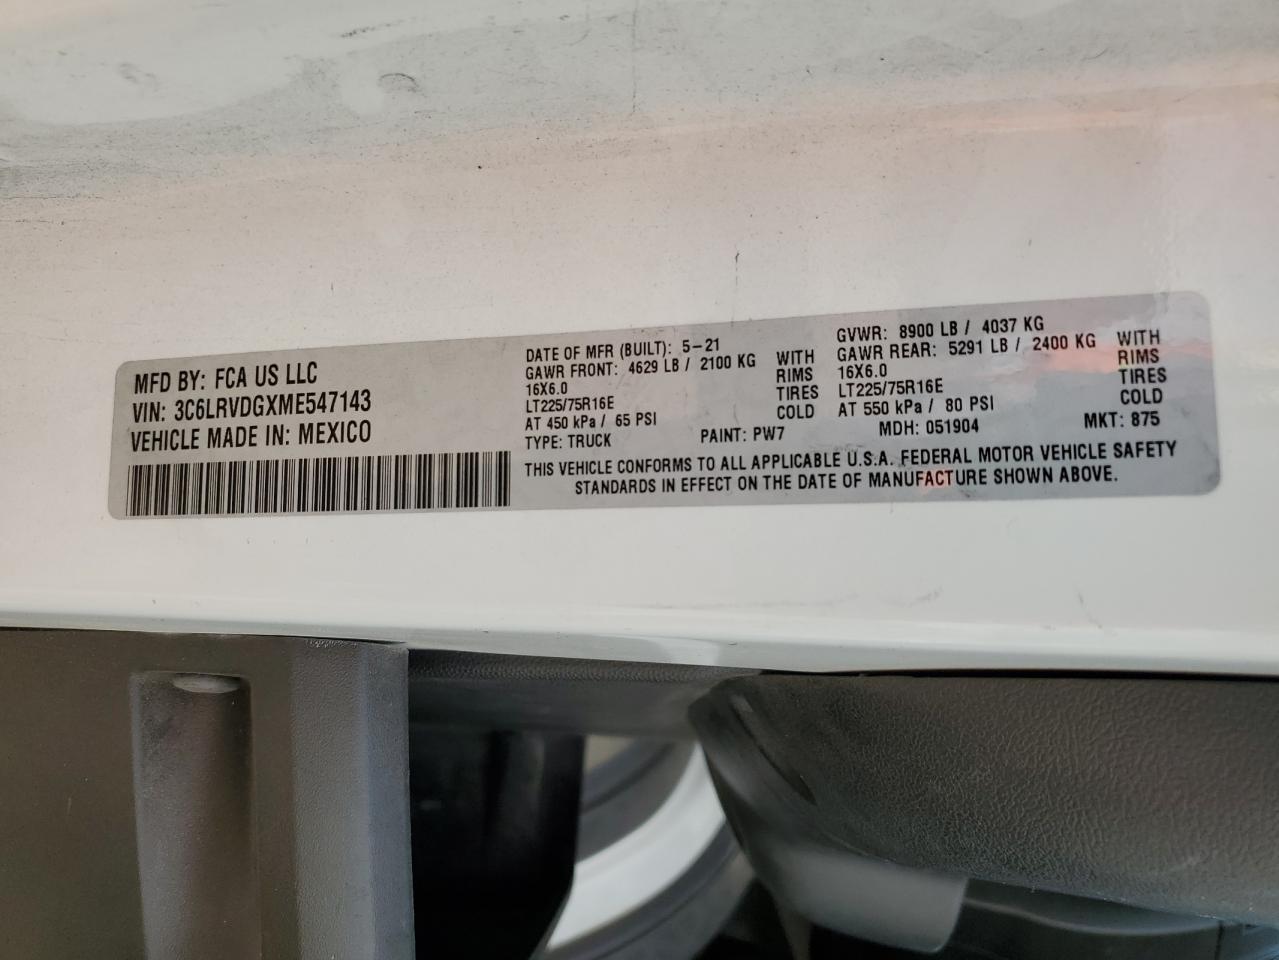 MFD BY: FCA US LLC
VIN: 3C6LRVDGXME547143
VEHICLE MADE IN: MEXICO
DATE OF MFR (BUILT): 5-21
GAWR FRONT: 4629 LB / 2100 KG WITH
16X6.0 RIMS
LT225/75R16E TIRES
AT 450 kPa / 65 PSI COLD
TYPE: TRUCK PAINT: PW7
GVWR: 8900 LB / 4037 KG
GAWR REAR: 5291 LB / 2400 KG WITH
16X6.0 RIMS
LT225/75R16E TIRES
AT 550 kPa / 80 PSI COLD
MDH: 051904 MKT: 875
THIS VEHICLE CONFORMS TO ALL APPLICABLE U.S.A. FEDERAL MOTOR VEHICLE SAFETY
STANDARDS IN EFFECT ON THE DATE OF MANUFACTURE SHOWN ABOVE.